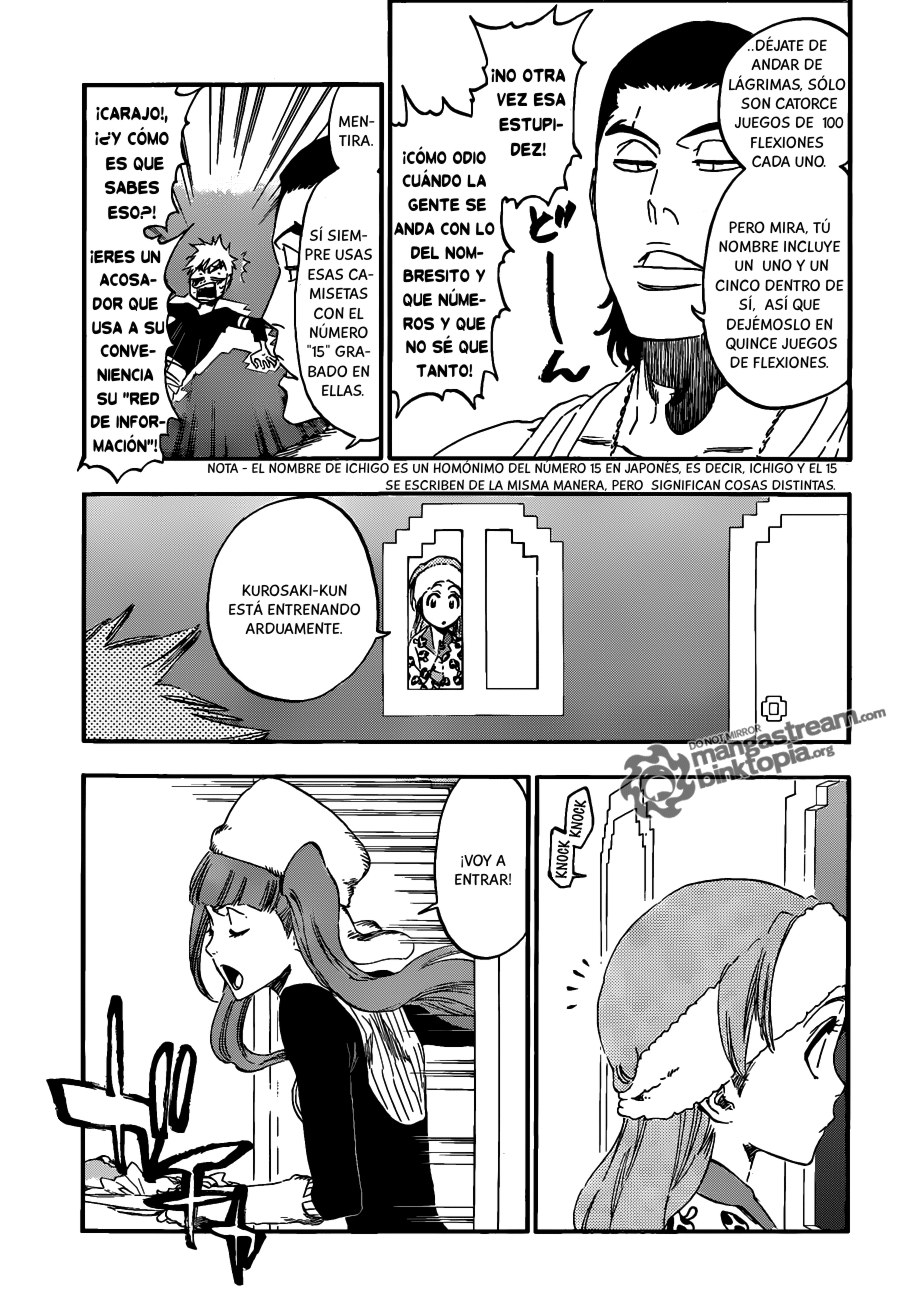 ..DÉJATE DE
ANDAR DE
LÁGRIMAS, SÓLO
SON CATORCE
JUEGOS DE 100
FLEXIONES
CADA UNO.
PERO MIRA, TÚ
NOMBRE INCLUYE
UN UNO Y UN
CINCO DENTRO DE
SÍ, ASÍ QUE
DEJÉMOSLO EN
QUINCE JUEGOS
DE FLEXIONES.
¡NO OTRA
VEZ ESA
ESTUPI-
DEZ!
¡CÓMO ODIO
CUÁNDO LA
GENTE SE
ANDA CON LO
DEL NOM-
BRESITO Y
QUE NÚME-
ROS Y QUE
NO SÉ QUE
TANTO!
どーーん
MEN-
TIRA.
SÍ SIEM-
PRE USAS
ESAS CA-
MISETAS
CON EL
NÚMERO
"15" GRA-
BADO EN
ELLAS.
¡CARAJO!,
¡¿Y CÓMO
ES QUE
SABES
ESO?!
¡ERES UN
ACOSA-
DOR QUE
USA A SU
CONVE-
NIENCIA
SU "RED
DE INFOR-
MACIÓN"!
NOTA - EL NOMBRE DE ICHIGO ES UN HOMÓNIMO DEL NÚMERO 15 EN JAPONÉS, ES DECIR, ICHIGO Y EL 15
SE ESCRIBEN DE LA MISMA MANERA, PERO SIGNIFICAN COSAS DISTINTAS.
KUROSAKI-KUN
ESTÁ ENTRENANDO
ARDUAMENTE.
DO NOT MIRROR
mangastream.com
binktopia.org
KNOCK
KNOCK
¡VOY A
ENTRAR!